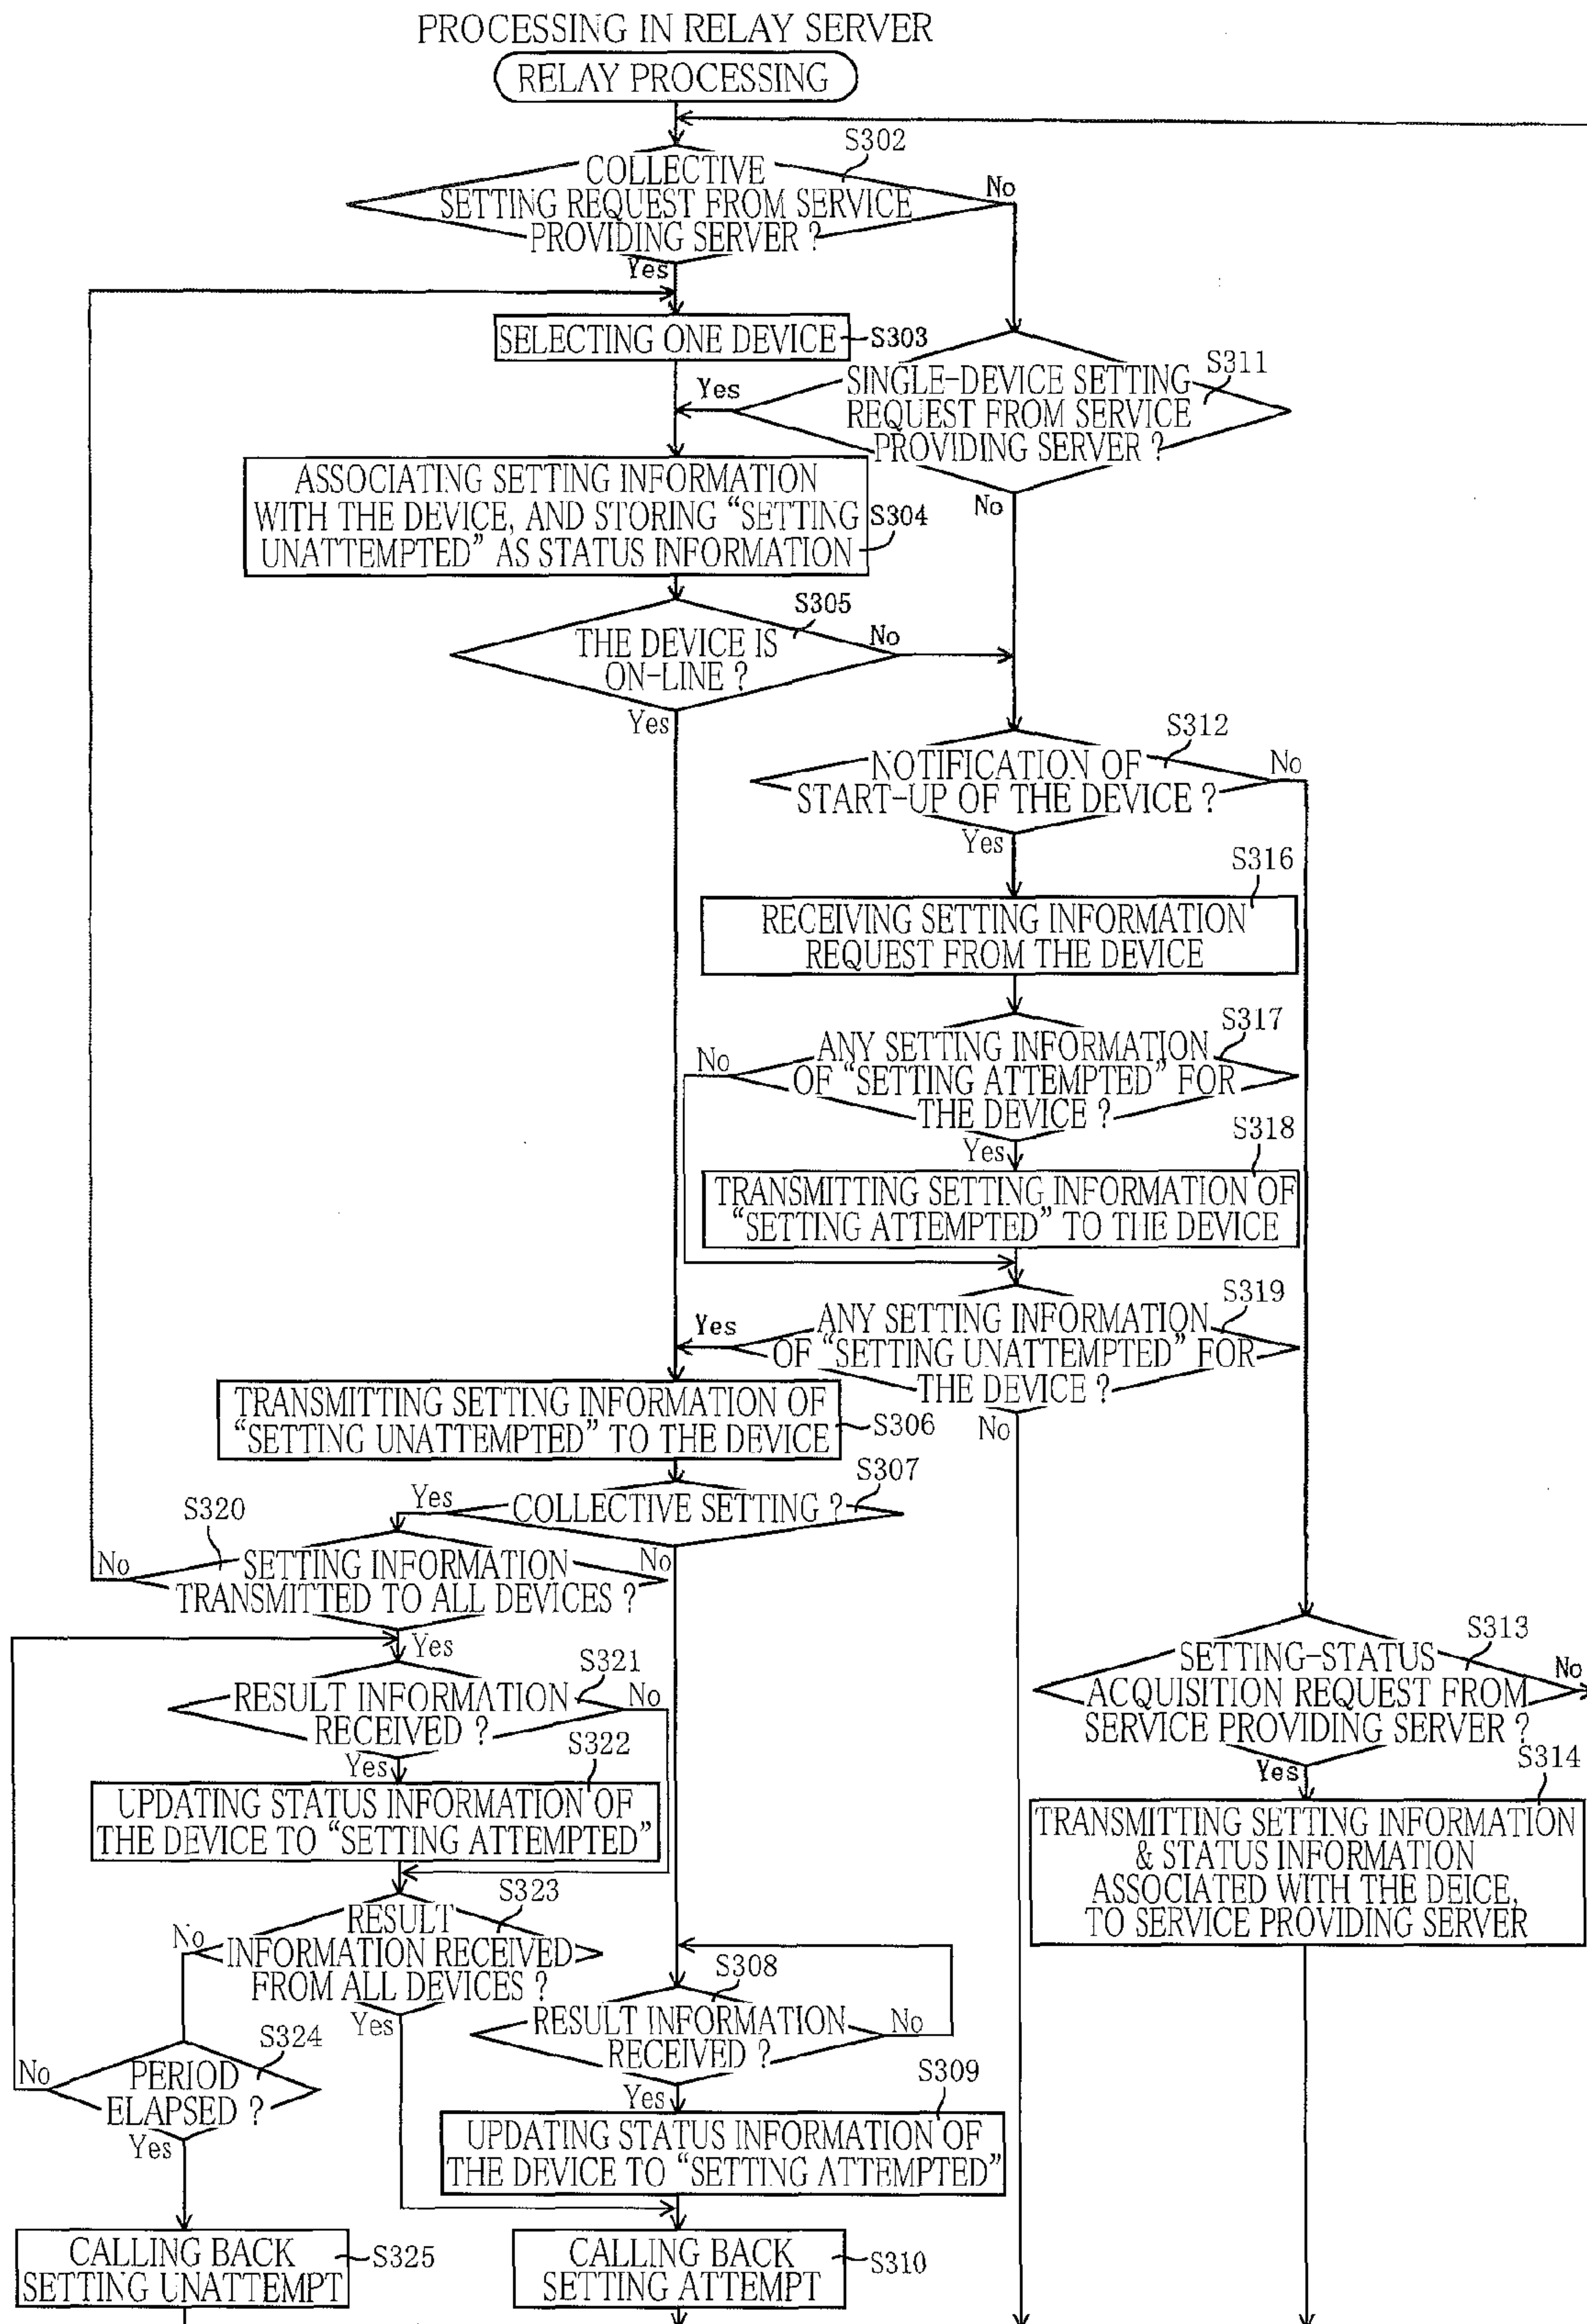 PROCESSING IN RELAY SERVER
RELAY PROCESSING
S302
COLLECTIVE
SETTING REQUEST FROM SERVICE
PROVIDING SERVER ?
No
Yes
SELECTING ONE DEVICE
S303
S311
SINGLE-DEVICE SETTING
REQUEST FROM SERVICE
PROVIDING SERVER ?
Yes
No
ASSOCIATING SETTING INFORMATION
WITH THE DEVICE, AND STORING “SETTING
UNATTEMPTED” AS STATUS INFORMATION
S304
S305
THE DEVICE IS
ON-LINE ?
No
Yes
S312
NOTIFICATION OF
START-UP OF THE DEVICE ?
No
Yes
S316
RECEIVING SETTING INFORMATION
REQUEST FROM THE DEVICE
S317
ANY SETTING INFORMATION
OF “SETTING ATTEMPTED” FOR
THE DEVICE ?
No
Yes
S318
TRANSMITTING SETTING INFORMATION OF
“SETTING ATTEMPTED” TO THE DEVICE
S319
ANY SETTING INFORMATION
OF “SETTING UNATTEMPTED” FOR
THE DEVICE ?
Yes
No
TRANSMITTING SETTING INFORMATION OF
“SETTING UNATTEMPTED” TO THE DEVICE
S306
S307
COLLECTIVE SETTING ?
Yes
No
S320
SETTING INFORMATION
TRANSMITTED TO ALL DEVICES ?
No
Yes
S321
RESULT INFORMATION
RECEIVED ?
No
Yes
S322
UPDATING STATUS INFORMATION OF
THE DEVICE TO “SETTING ATTEMPTED”
S323
RESULT
INFORMATION RECEIVED
FROM ALL DEVICES ?
No
Yes
S324
PERIOD
ELAPSED ?
No
Yes
CALLING BACK
SETTING UNATTEMPT
S325
S308
RESULT INFORMATION
RECEIVED ?
No
Yes
S309
UPDATING STATUS INFORMATION OF
THE DEVICE TO “SETTING ATTEMPTED”
CALLING BACK
SETTING ATTEMPT
S310
S313
SETTING-STATUS
ACQUISITION REQUEST FROM
SERVICE PROVIDING SERVER ?
No
Yes
S314
TRANSMITTING SETTING INFORMATION
& STATUS INFORMATION
ASSOCIATED WITH THE DEICE,
TO SERVICE PROVIDING SERVER